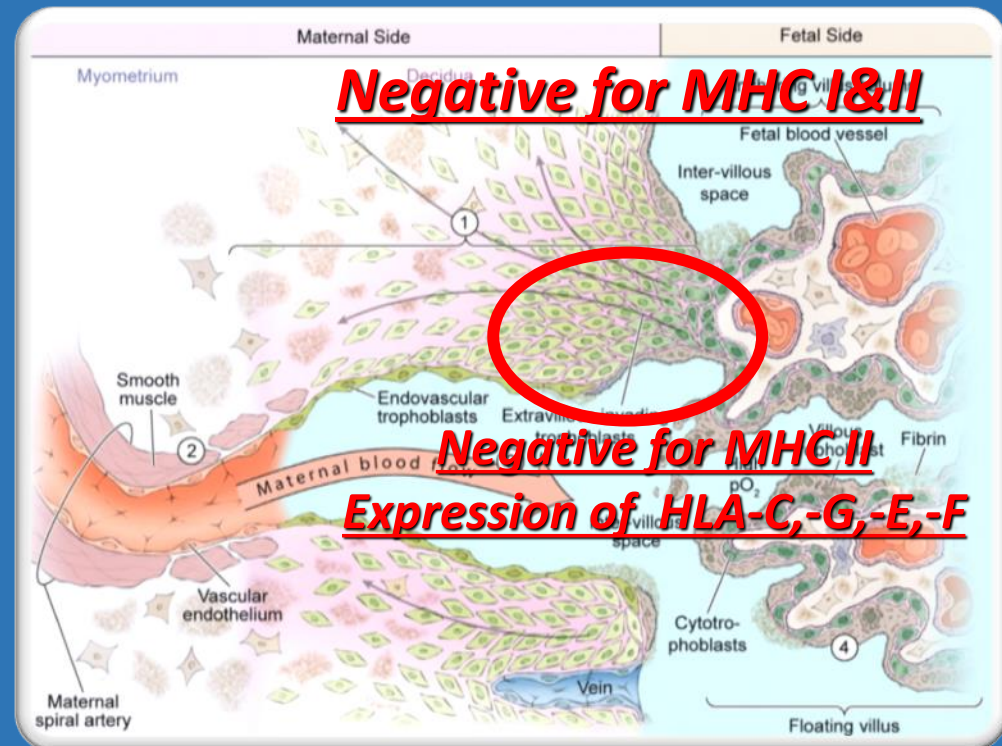 Maternal Side
Fetal Side
Myometrium
Decidua
Negative for MHC I&II
Fetal blood vessel
Inter-villous
space
1
Smooth
muscle
2
Endovascular
trophoblasts
Maternal blood
Negative for MHC II
Fibrin
pO2
Expression of HLA-C,-G,-E,-F
space
Vascular
endothelium
Cytotro-
phoblasts
4
Vein
Maternal
spiral artery
Floating villus